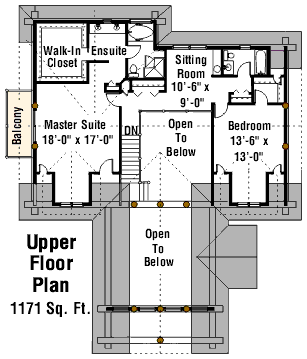 Walk-In
Closet
Ensuite
Sitting
Room
10'-6" x
9'-0"
Balcony
Master Suite
18'-0" x 17'-0"
DN
Open
To
Below
Bedroom
13'-6" x
13'-0"
Open
To
Below
Upper
Floor
Plan
1171 Sq. Ft.